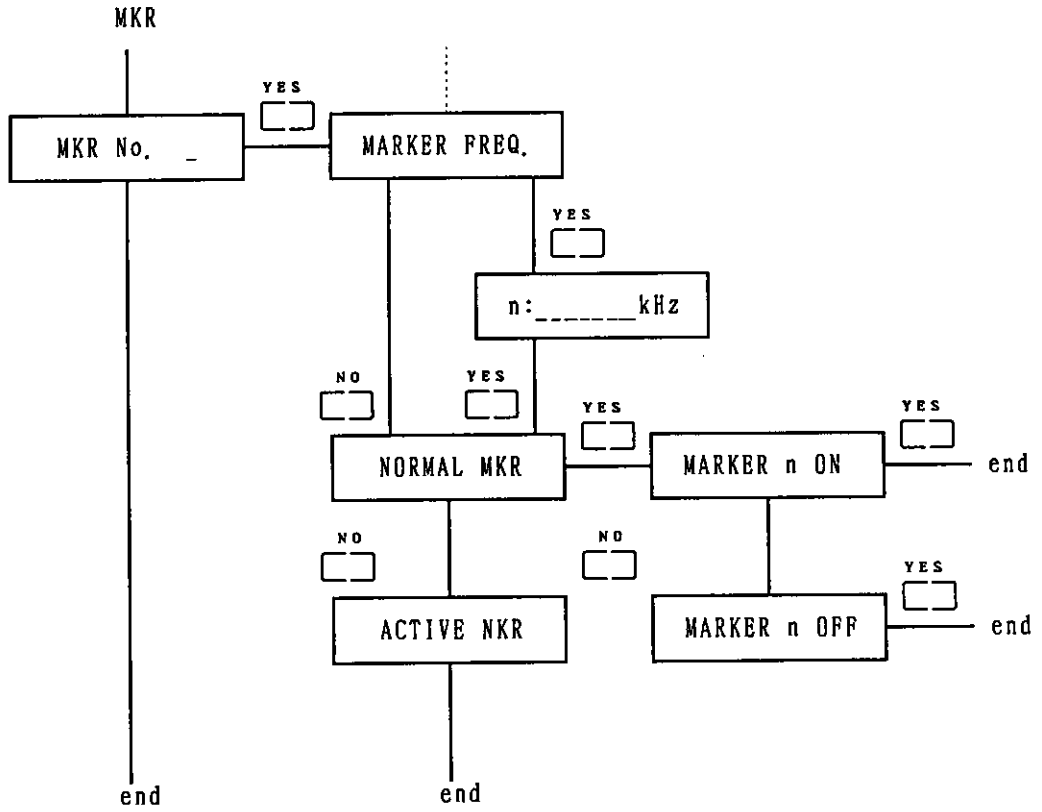 MKR
YES
MKR No. _
MARKER FREQ.
YES
n:_______kHz
NO
YES
YES
YES
NORMAL MKR
MARKER n ON
end
NO
NO
YES
ACTIVE NKR
MARKER n OFF
end
end
end